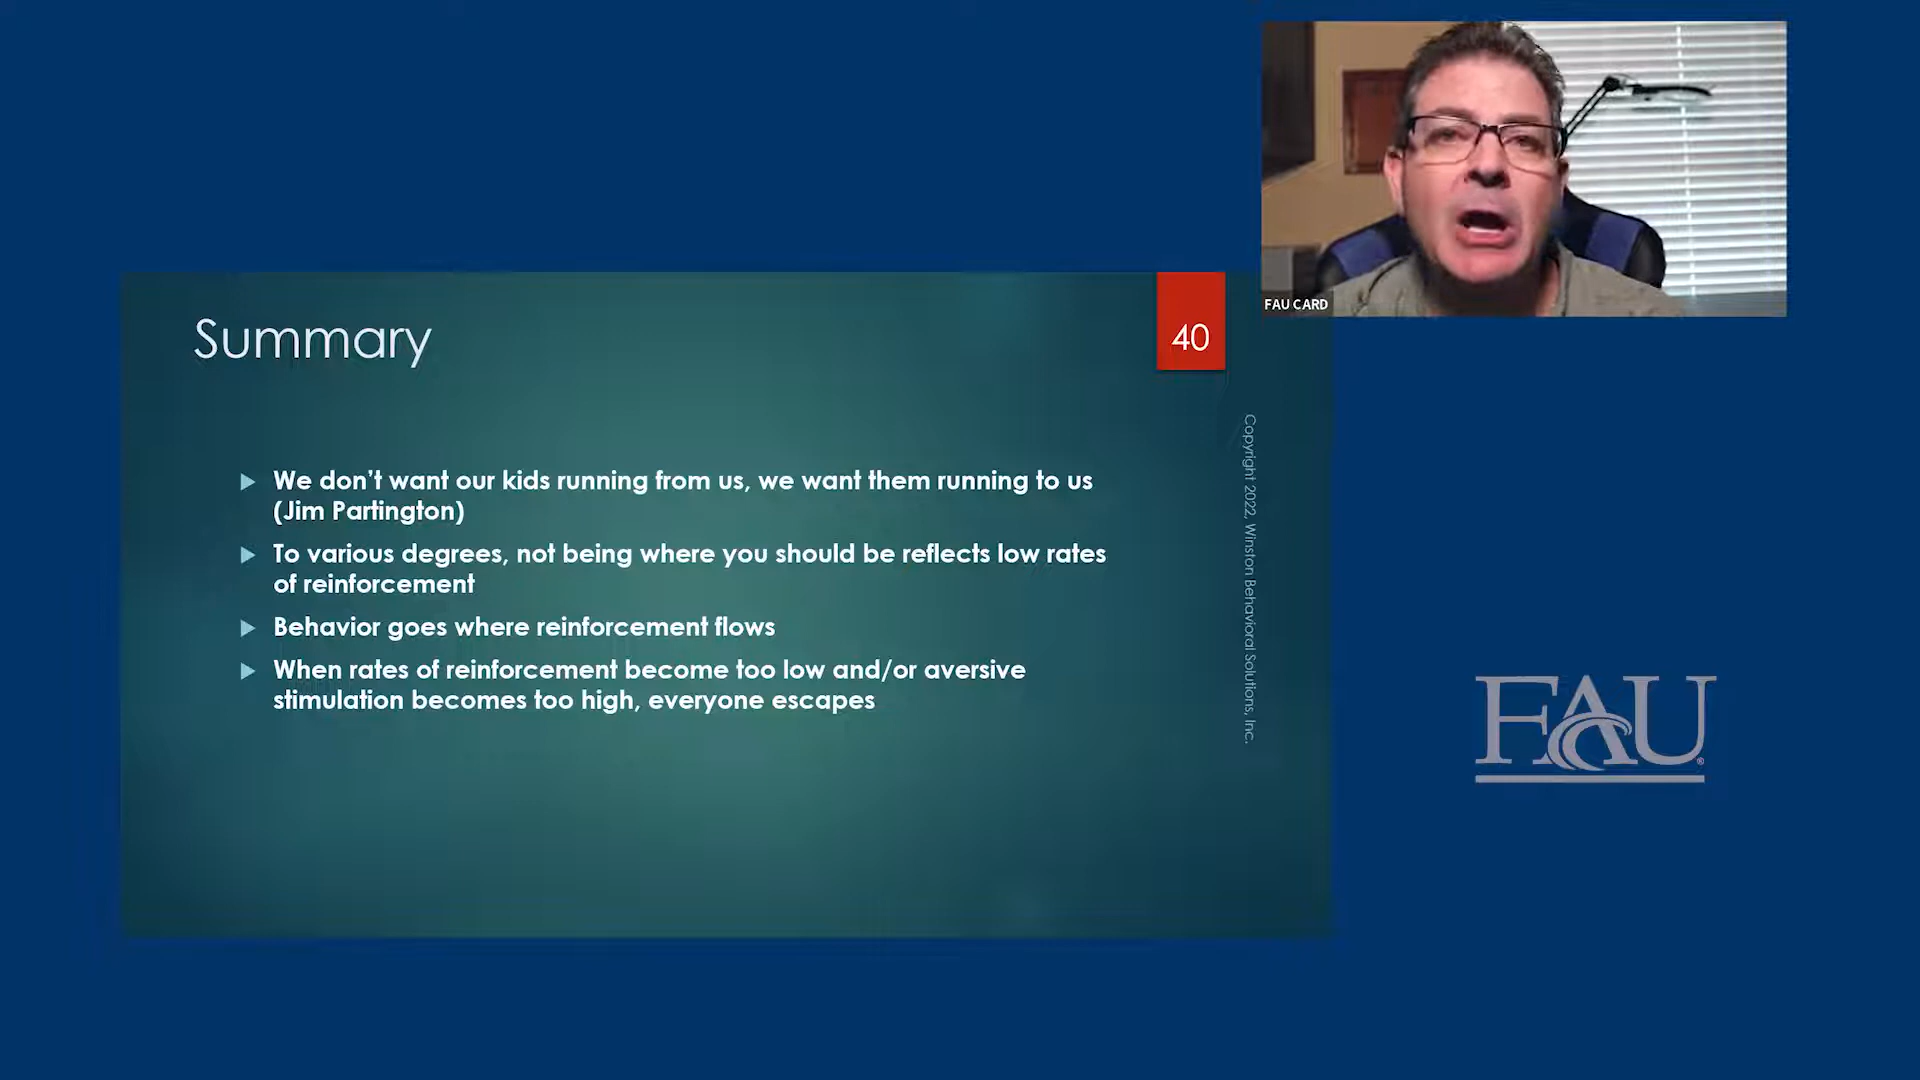 FAU CARD
Summary
40
We don’t want our kids running from us, we want them running to us
(Jim Partington)
To various degrees, not being where you should be reflects low rates
of reinforcement
Behavior goes where reinforcement flows
When rates of reinforcement become too low and/or aversive
stimulation becomes too high, everyone escapes
Copyright 2022, Winston Behavioral Solutions, Inc.
FAU®